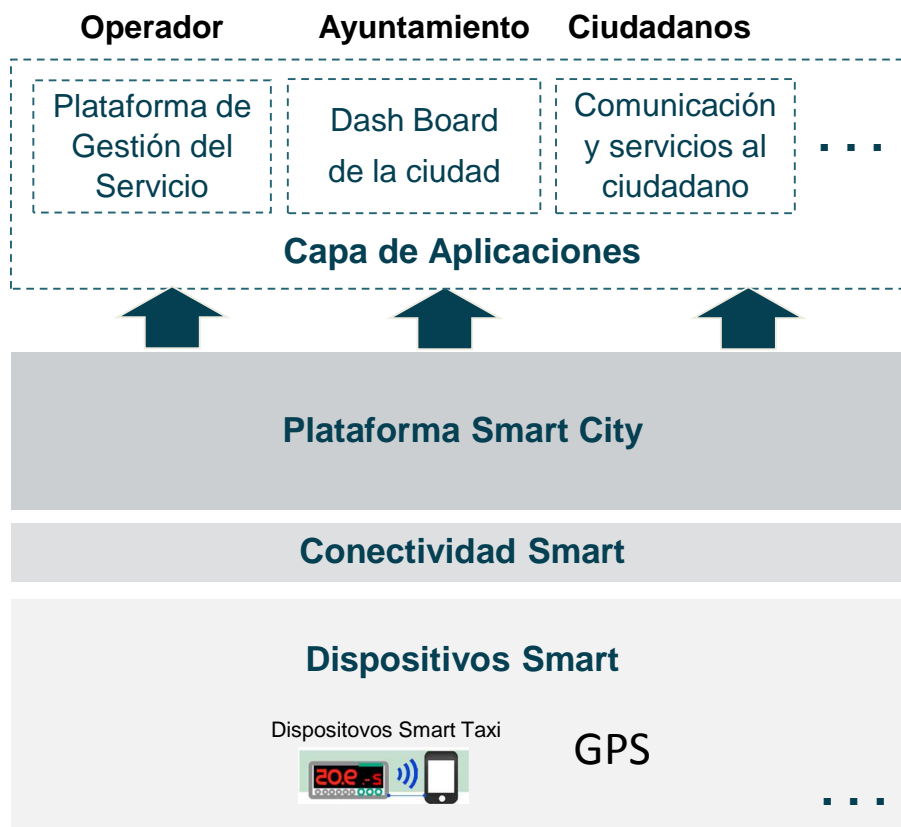 Operador Ayuntamiento Ciudadanos
Plataforma de
Gestión del
Servicio
Dash Board
de la ciudad
Comunicación
y servicios al
ciudadano
. . .
Capa de Aplicaciones
Plataforma Smart City
Conectividad Smart
Dispositivos Smart
Dispositovos Smart Taxi
GPS
. . .